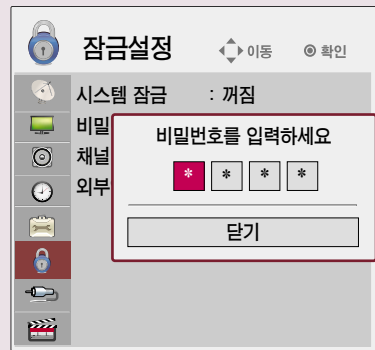 잠금설정 이동 확인
시스템 잠금 : 꺼짐
비밀
채널
외부
비밀번호를 입력하세요
* * * *
닫기